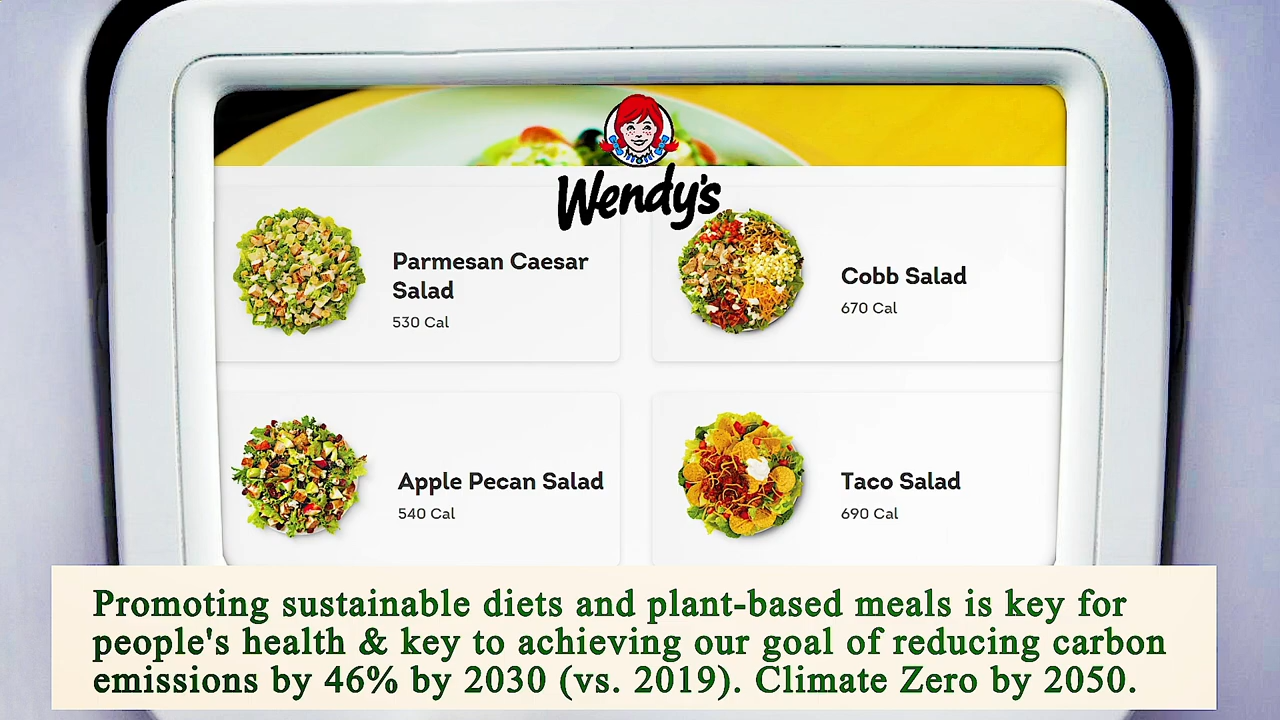 Wendy's
Parmesan Caesar
Salad
530 Cal
Cobb Salad
670 Cal
Apple Pecan Salad
540 Cal
Taco Salad
690 Cal
Promoting sustainable diets and plant-based meals is key for
people's health & key to achieving our goal of reducing carbon
emissions by 46% by 2030 (vs. 2019). Climate Zero by 2050.